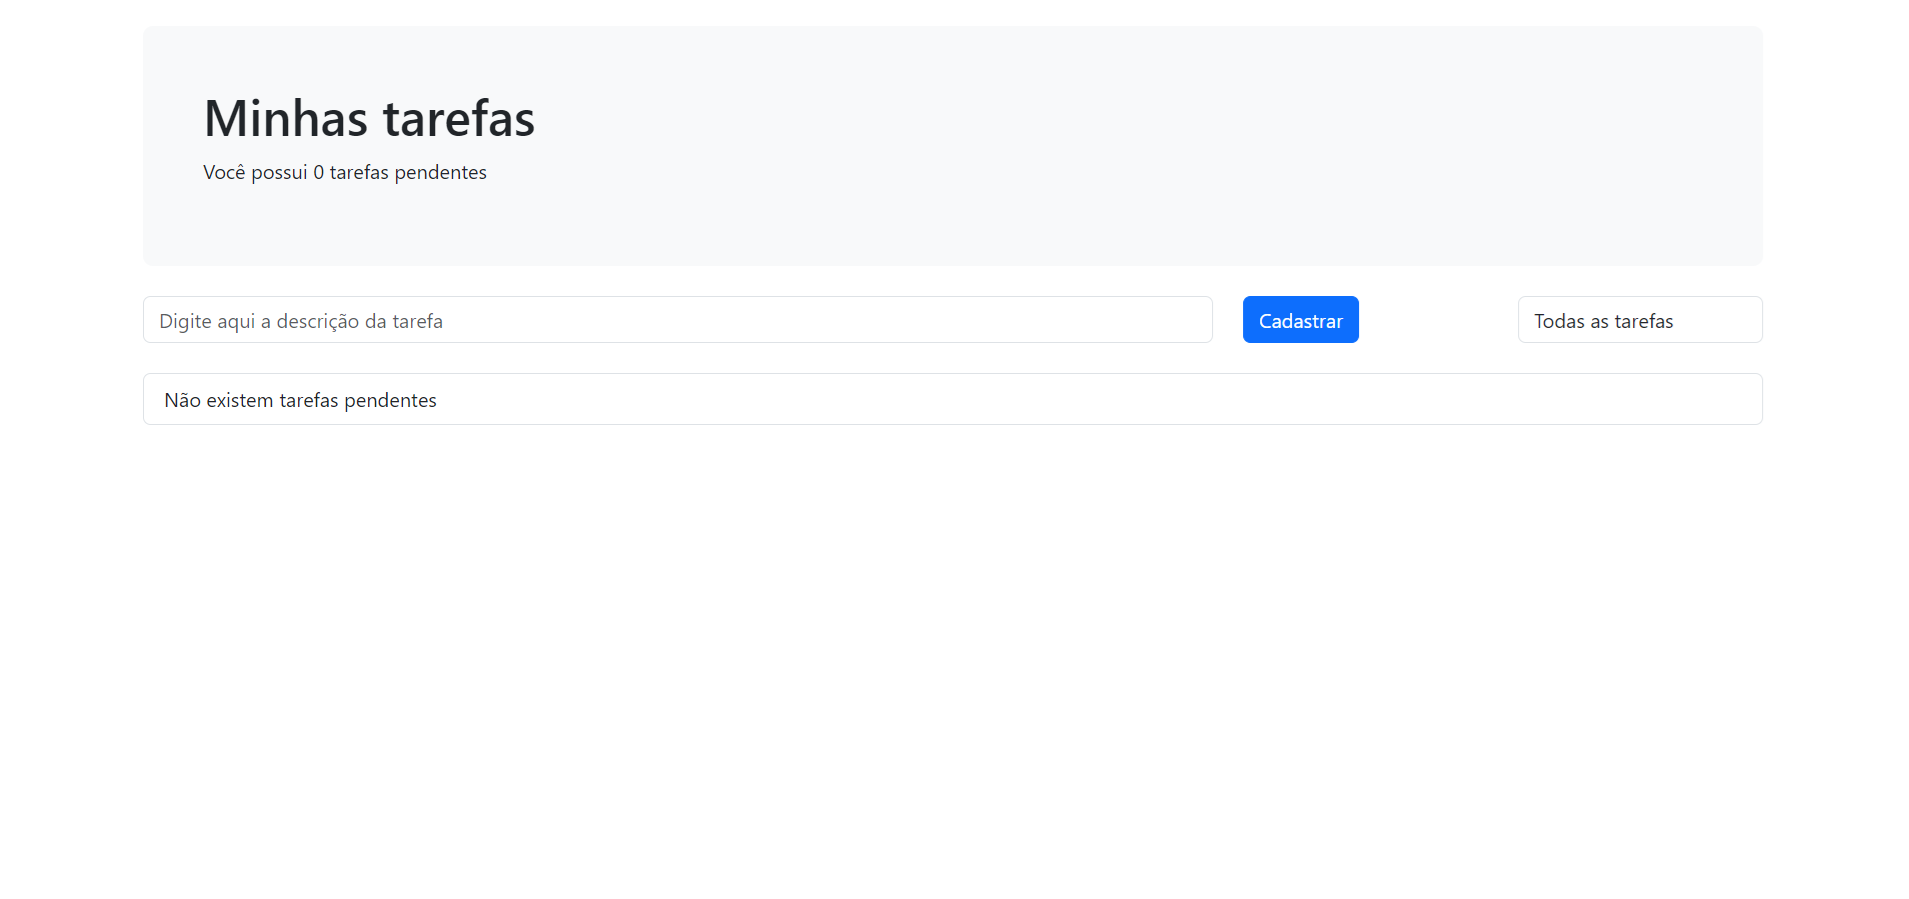 Minhas tarefas
Você possui 0 tarefas pendentes
Digite aqui a descrição da tarefa
Cadastrar
Todas as tarefas
Não existem tarefas pendentes